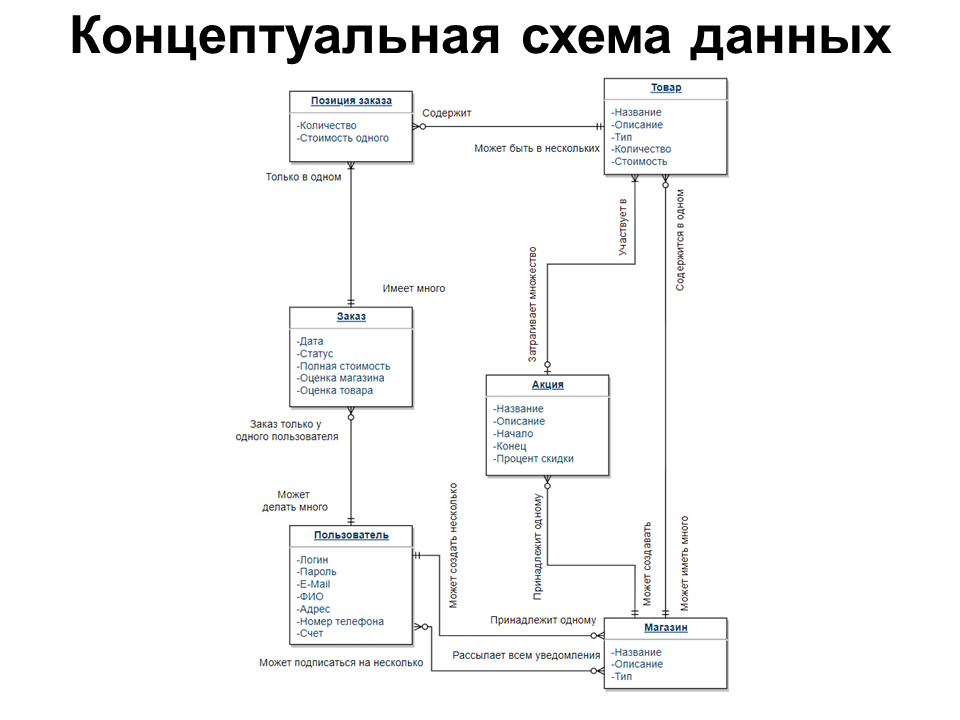 Концептуальная схема данных
Позиция заказа
-Количество
-Стоимость одного
Содержит
Товар
-Название
-Описание
-Тип
-Количество
-Стоимость
Может быть в нескольких
Только в одном
Имеет много
Участвует в
Содержится в одном
Затрагивает множество
Заказ
-Дата
-Статус
-Полная стоимость
-Оценка магазина
-Оценка товара
Акция
-Название
-Описание
-Начало
-Конец
-Процент скидки
Заказ только у
одного пользователя
Может
делать много
Пользователь
-Логин
-Пароль
-E-Mail
-ФИО
-Адрес
-Номер телефона
-Счет
Может создать несколько
Принадлежит одному
Может создавать
Может иметь много
Принадлежит одному
Магазин
-Название
-Описание
-Тип
Рассылает всем уведомления
Может подписаться на несколько